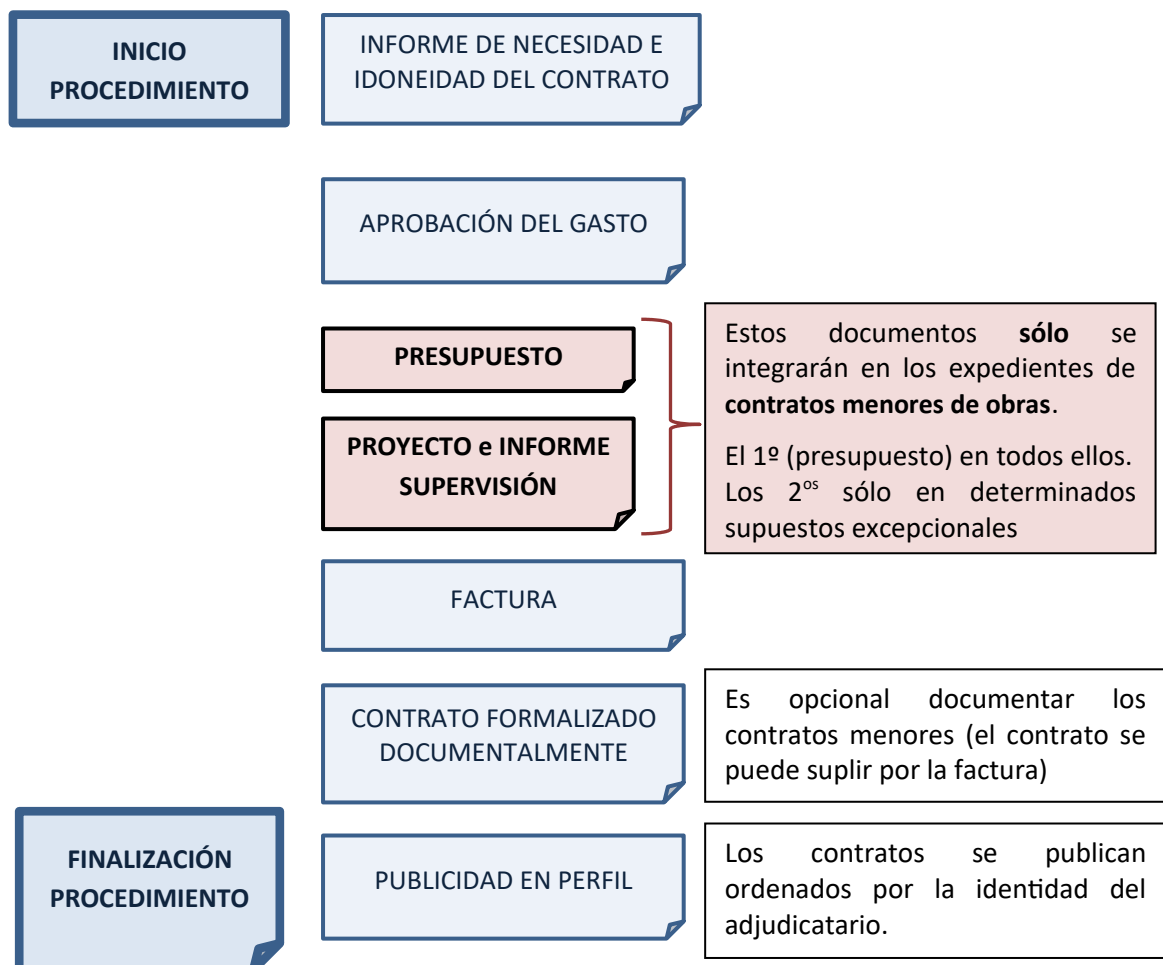 INICIO
PROCEDIMIENTO
INFORME DE NECESIDAD E
IDONEIDAD DEL CONTRATO
APROBACIÓN DEL GASTO
PRESUPUESTO
PROYECTO e INFORME
SUPERVISIÓN
Estos documentos sólo se
integrarán en los expedientes de
contratos menores de obras.
El 1º (presupuesto) en todos ellos.
Los 2os sólo en determinados
supuestos excepcionales
FACTURA
CONTRATO FORMALIZADO
DOCUMENTALMENTE
Es opcional documentar los
contratos menores (el contrato se
puede suplir por la factura)
FINALIZACIÓN
PROCEDIMIENTO
PUBLICIDAD EN PERFIL
Los contratos se publican
ordenados por la identidad del
adjudicatario.